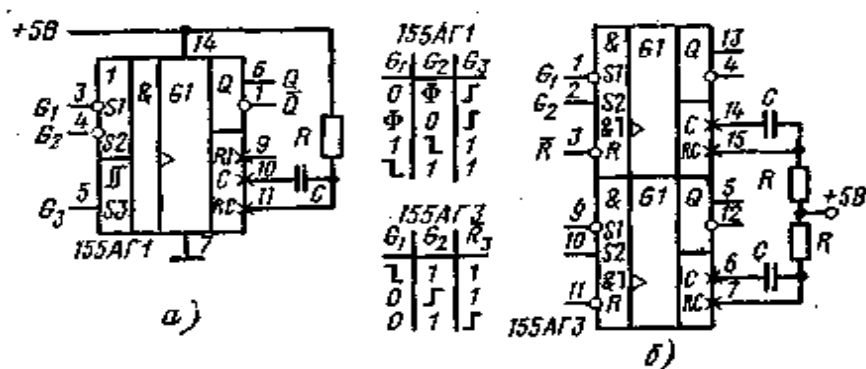 +5В
14
3 G₁
4 G₂
5 G₃
1
S1
S2
S3
&
G1
Q
6 Q
1 Q̅
RI 9
C 10
RC 11
R
C
7
155АГ1
а)
155АГ1
G₁ G₂ G₃
0 Ф
Ф 0
1 1
1 1
155АГ3
G₁ G₂ R̅₃
1 1
0 1
0 1
G₁ 1
G₂ 2
R̅ 3
&
S1
S2
&1
R
G1
Q
13
4
C 14
RC 15
C
R
+5В
R
C
9
10
11
&
S1
S2
&1
R
G1
Q
5
12
C 6
RC 7
155АГ3
б)